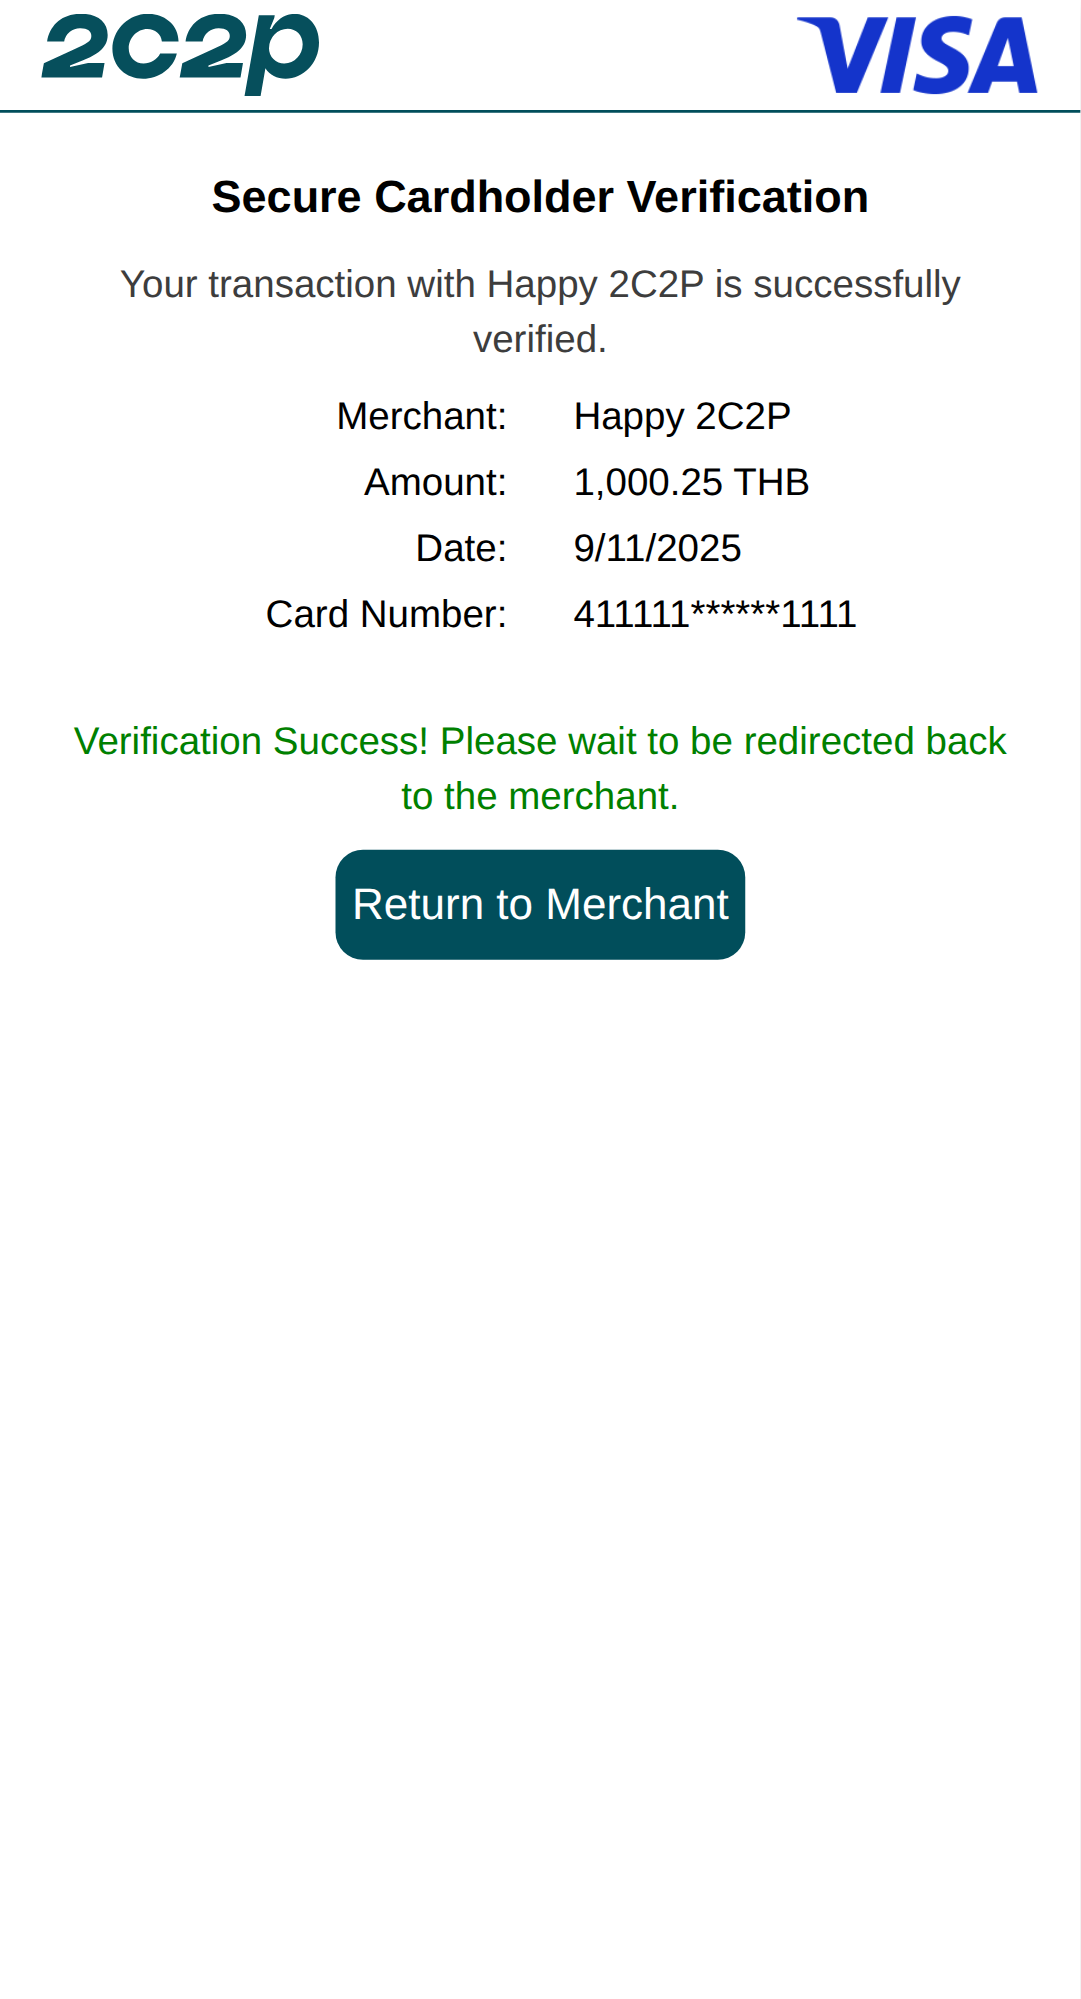 2c2p
VISA
Secure Cardholder Verification
Your transaction with Happy 2C2P is successfully
verified.
Merchant: Happy 2C2P
Amount: 1,000.25 THB
Date: 9/11/2025
Card Number: 411111******1111
Verification Success! Please wait to be redirected back
to the merchant.
Return to Merchant